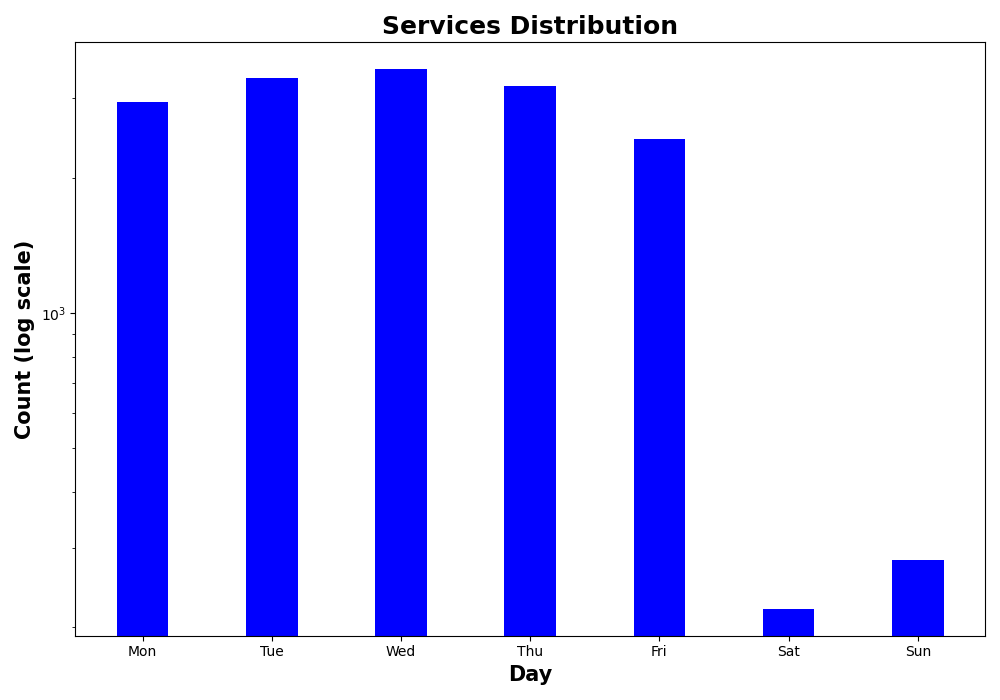 Services Distribution
Count (log scale)
10³
Mon Tue Wed Thu Fri Sat Sun
Day